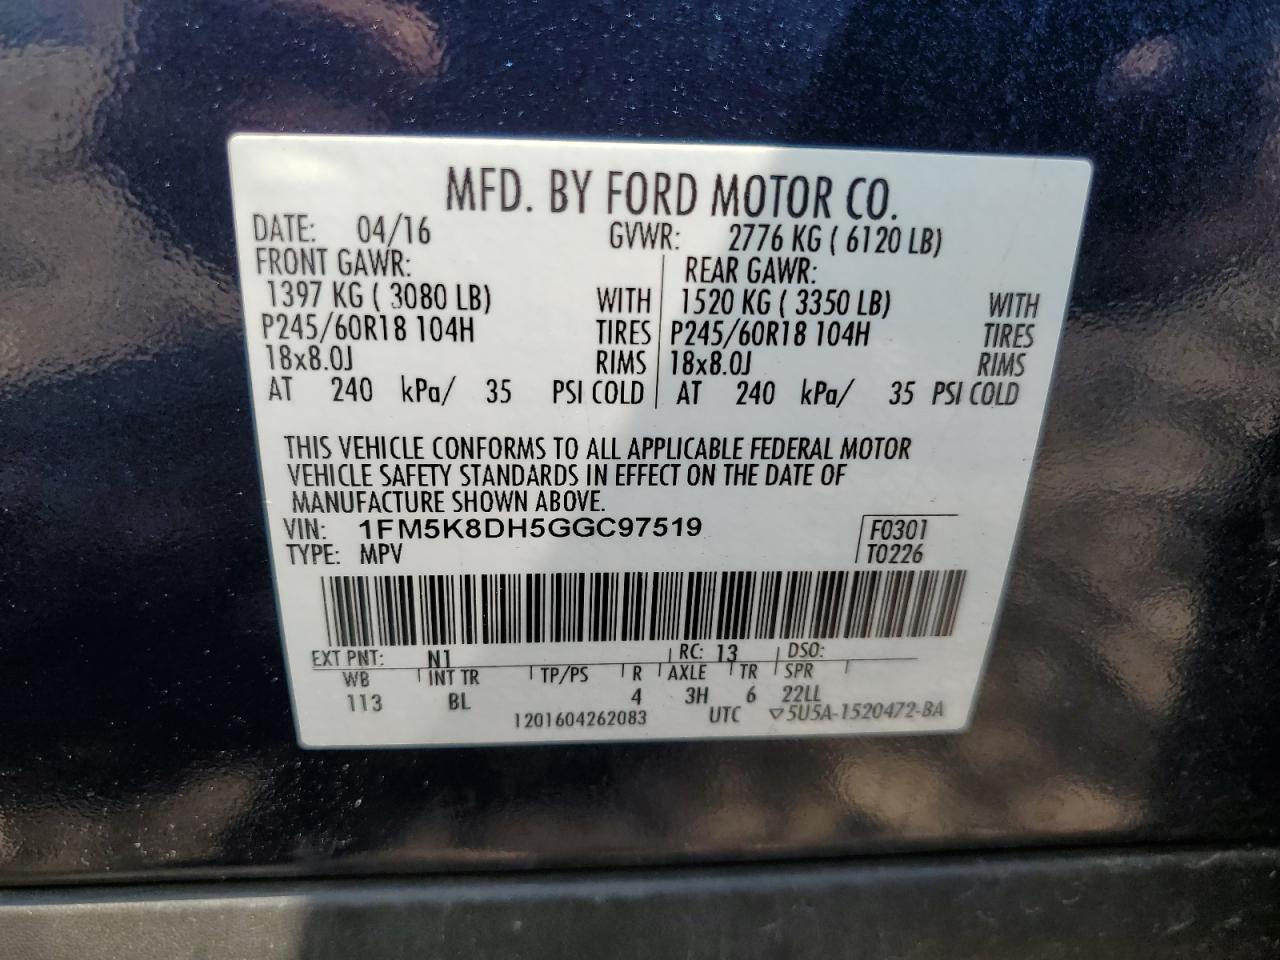 MFD. BY FORD MOTOR CO.
DATE: 04/16 GVWR: 2776 KG ( 6120 LB)
FRONT GAWR: REAR GAWR:
1397 KG ( 3080 LB) WITH 1520 KG ( 3350 LB) WITH
P245/60R18 104H TIRES P245/60R18 104H TIRES
18x8.0J RIMS 18x8.0J RIMS
AT 240 kPa/ 35 PSI COLD AT 240 kPa/ 35 PSI COLD
THIS VEHICLE CONFORMS TO ALL APPLICABLE FEDERAL MOTOR
VEHICLE SAFETY STANDARDS IN EFFECT ON THE DATE OF
MANUFACTURE SHOWN ABOVE.
VIN: 1FM5K8DH5GGC97519 F0301
TYPE: MPV T0226
EXT PNT: N1 RC: 13 DSO:
WB INT TR TP/PS R AXLE TR SPR
113 BL 4 3H 6 22LL
1201604262083 UTC ▽5U5A-1520472-BA